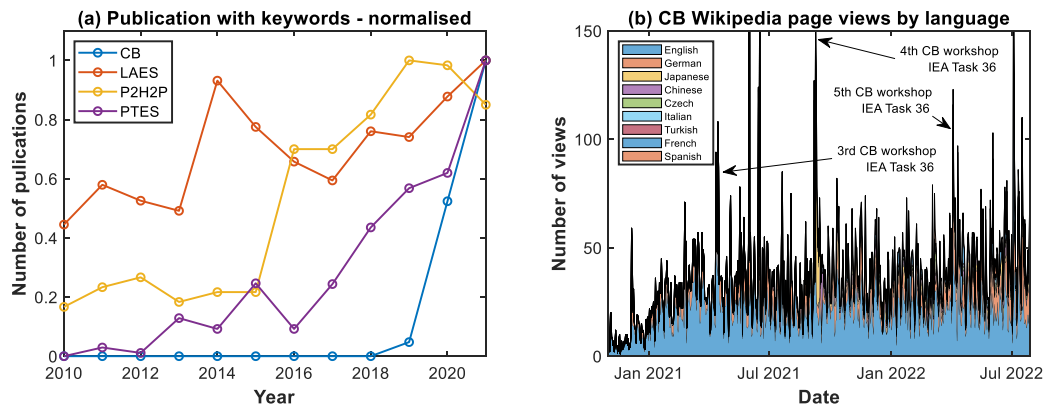 (a) Publication with keywords - normalised
CB
LAES
P2H2P
PTES
1
0.8
0.6
0.4
0.2
0
Number of pulications
2010
2012
2014
2016
2018
2020
Year
(b) CB Wikipedia page views by language
English
German
Japanese
Chinese
Czech
Italian
Turkish
French
Spanish
4th CB workshop
IEA Task 36
5th CB workshop
IEA Task 36
3rd CB workshop
IEA Task 36
150
100
50
0
Number of views
Jan 2021
Jul 2021
Jan 2022
Jul 2022
Date